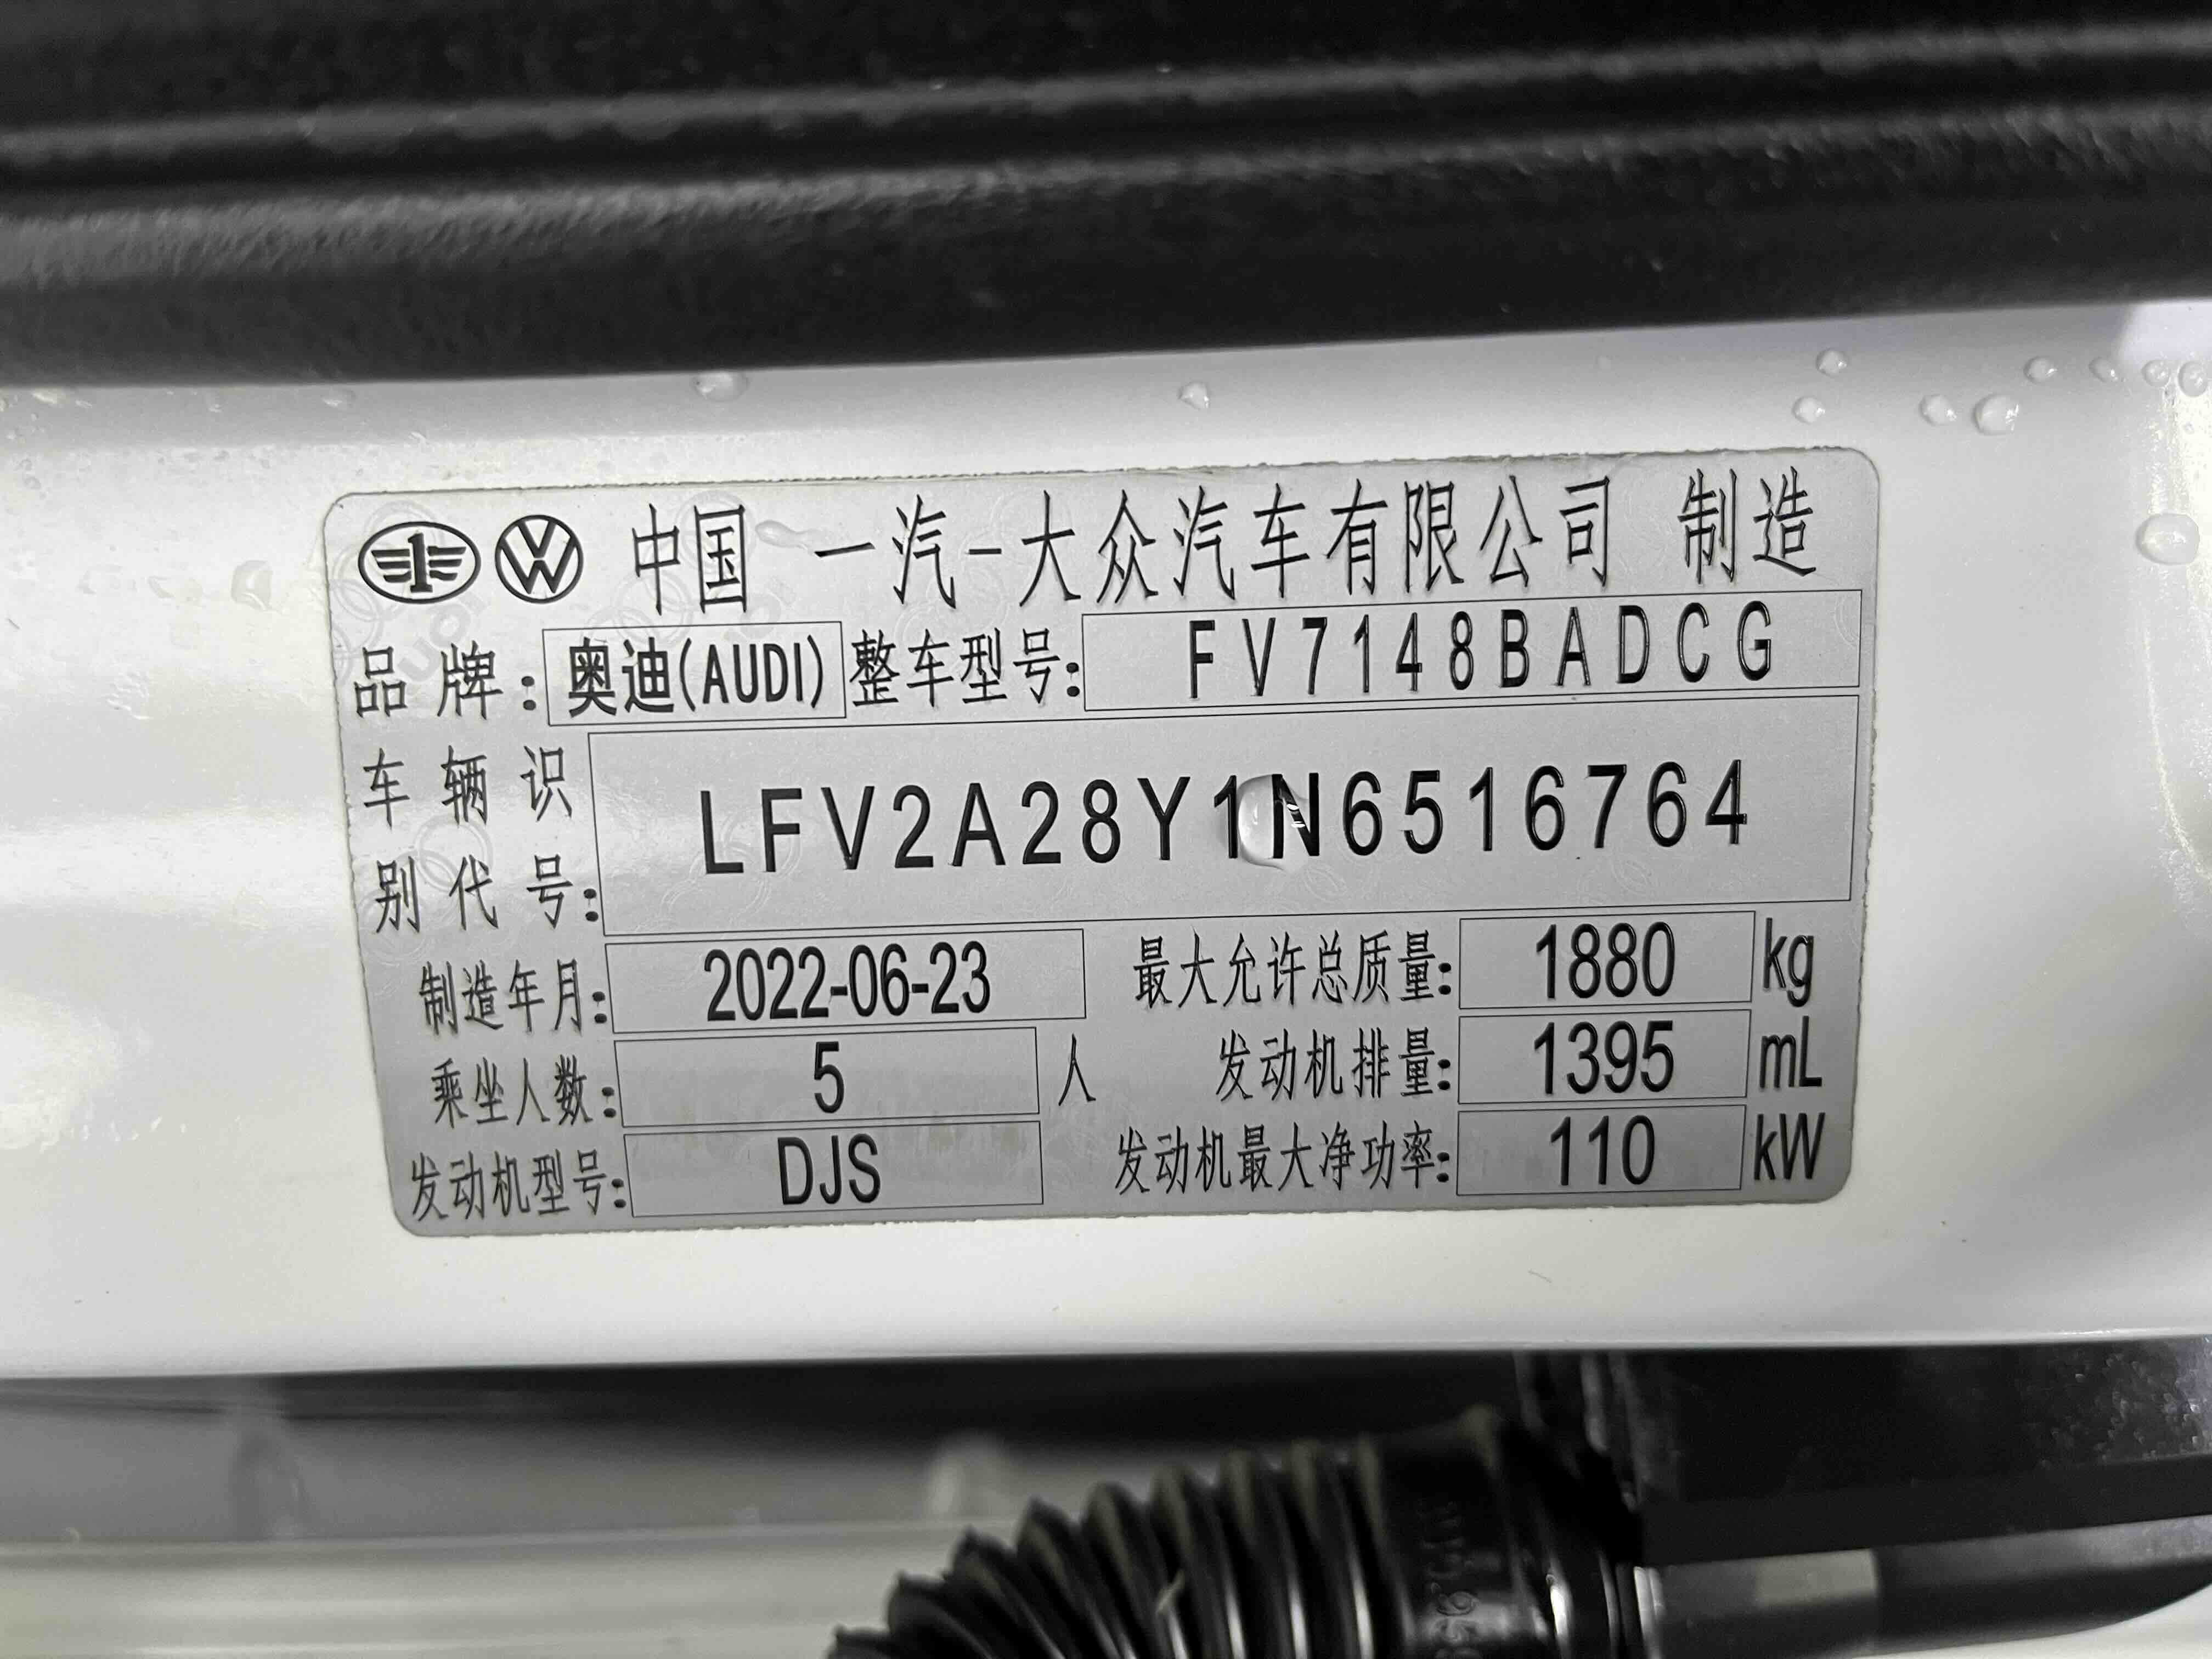 中国 一汽-大众汽车有限公司 制造
品牌: 奥迪(AUDI) 整车型号: FV7148BADCG
车辆识别代号: LFV2A28Y1N6516764
制造年月: 2022-06-23 最大允许总质量: 1880 kg
乘坐人数: 5 人 发动机排量: 1395 mL
发动机型号: DJS 发动机最大净功率: 110 kW